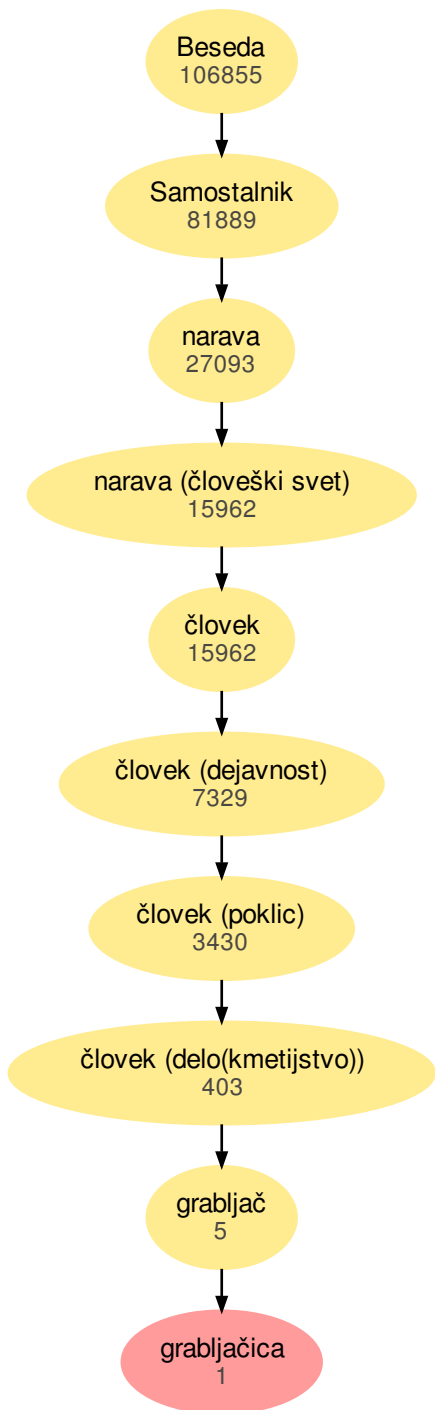 Beseda
106855
Samostalnik
81889
narava
27093
narava (človeški svet)
15962
človek
15962
človek (dejavnost)
7329
človek (poklic)
3430
človek (delo(kmetijstvo))
403
grabljač
5
grabljačica
1